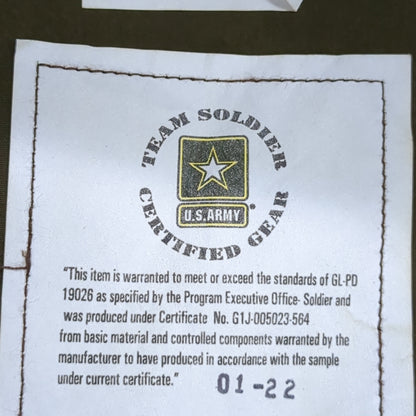 TEAM SOLDIER
U.S. ARMY ®
CERTIFIED GEAR
"This item is warranted to meet or exceed the standards of GL-PD
19026 as specified by the Program Executive Office- Soldier and
was produced under Certificate No. G1J-005023-564
from basic material and controlled components warranted by the
manufacturer to have produced in accordance with the sample
under current certificate."
01-22